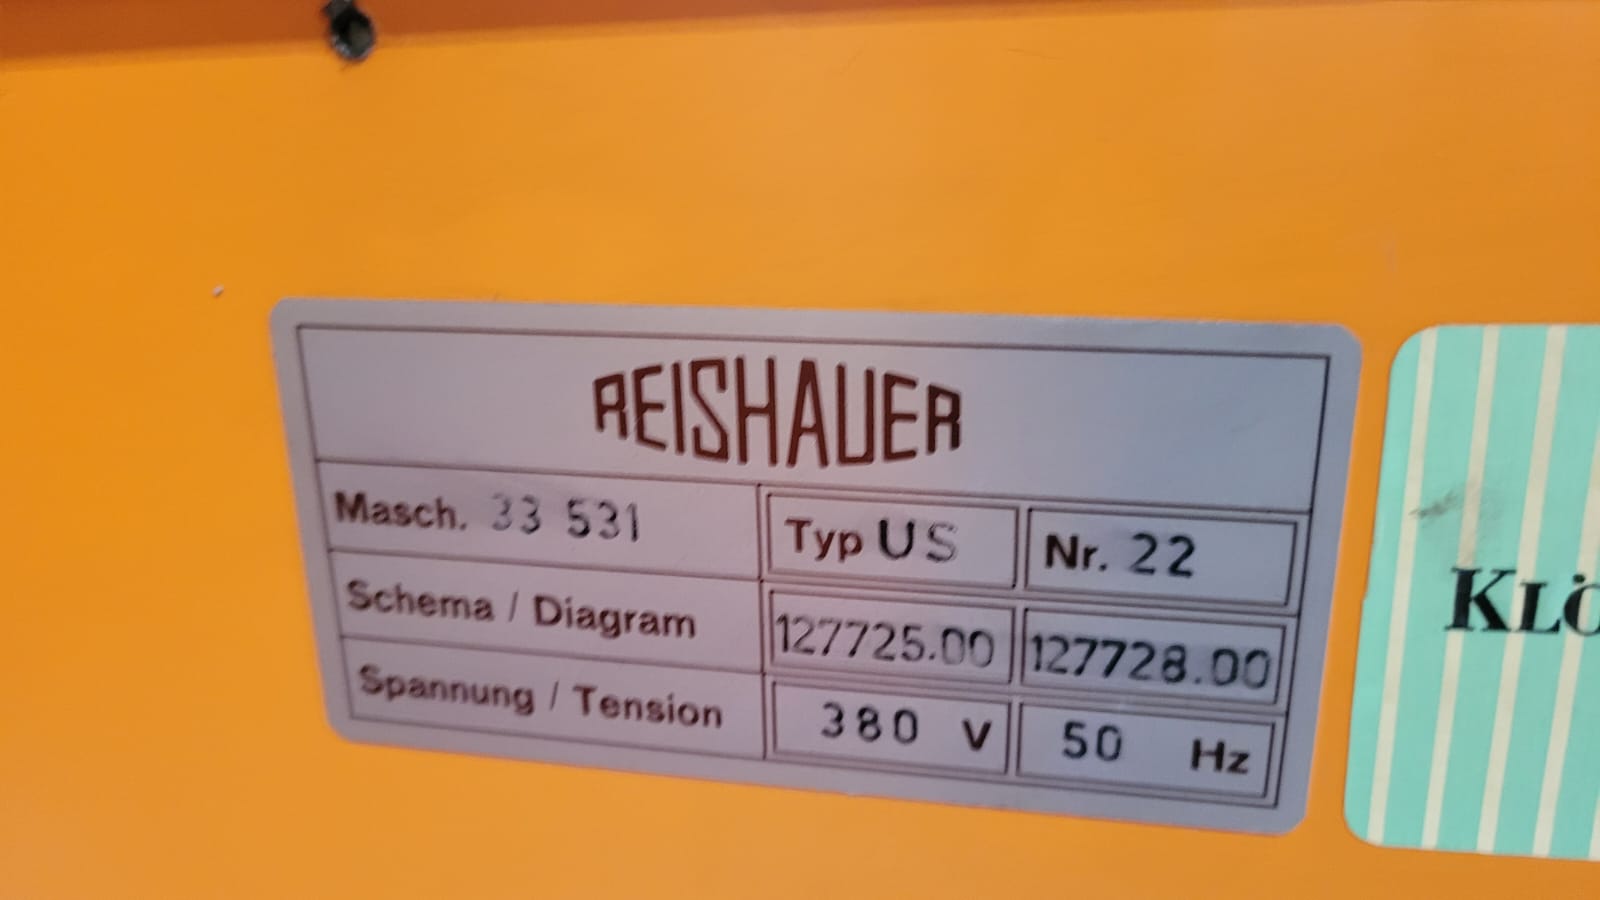 REISHAUER
Masch. 33 531 Typ US Nr. 22
Schema / Diagram 127725.00 127728.00
Spannung / Tension 380 V 50 Hz
KLÖ